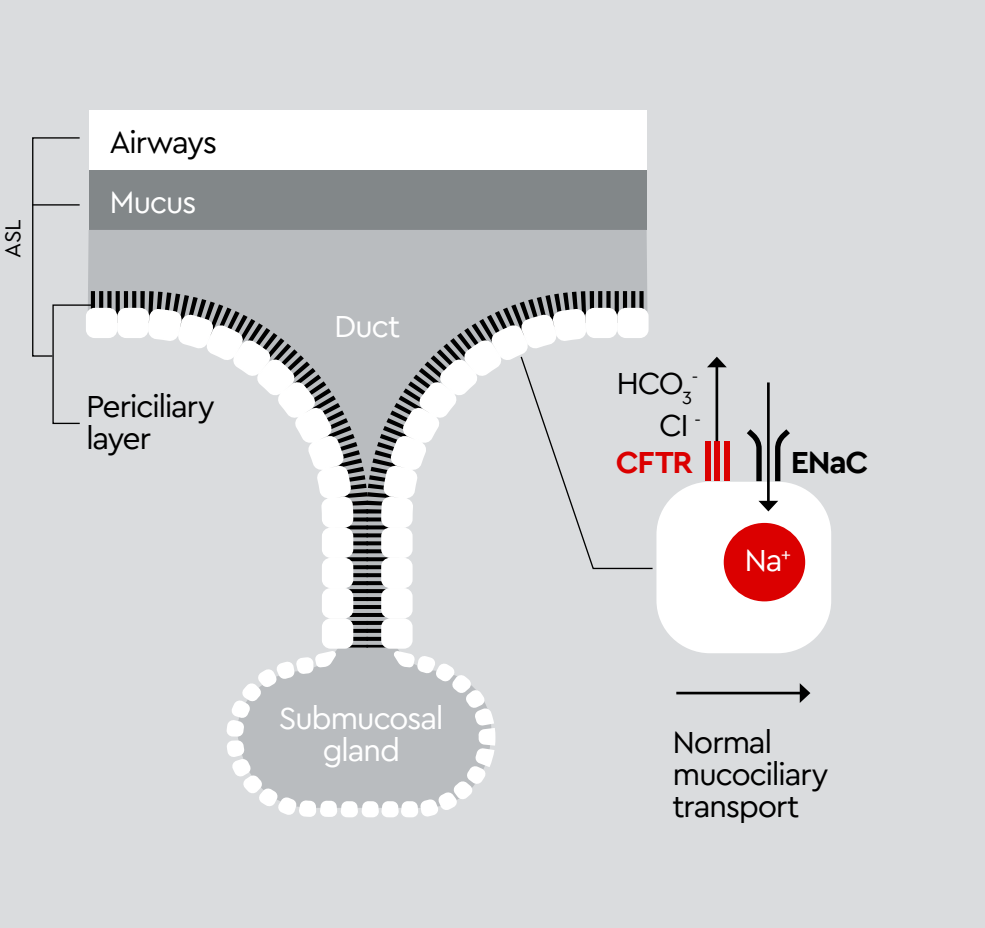 Airways
Mucus
ASL
Duct
Periciliary
layer
HCO₃⁻
Cl⁻
CFTR
ENaC
Na⁺
Submucosal
gland
Normal
mucociliary
transport